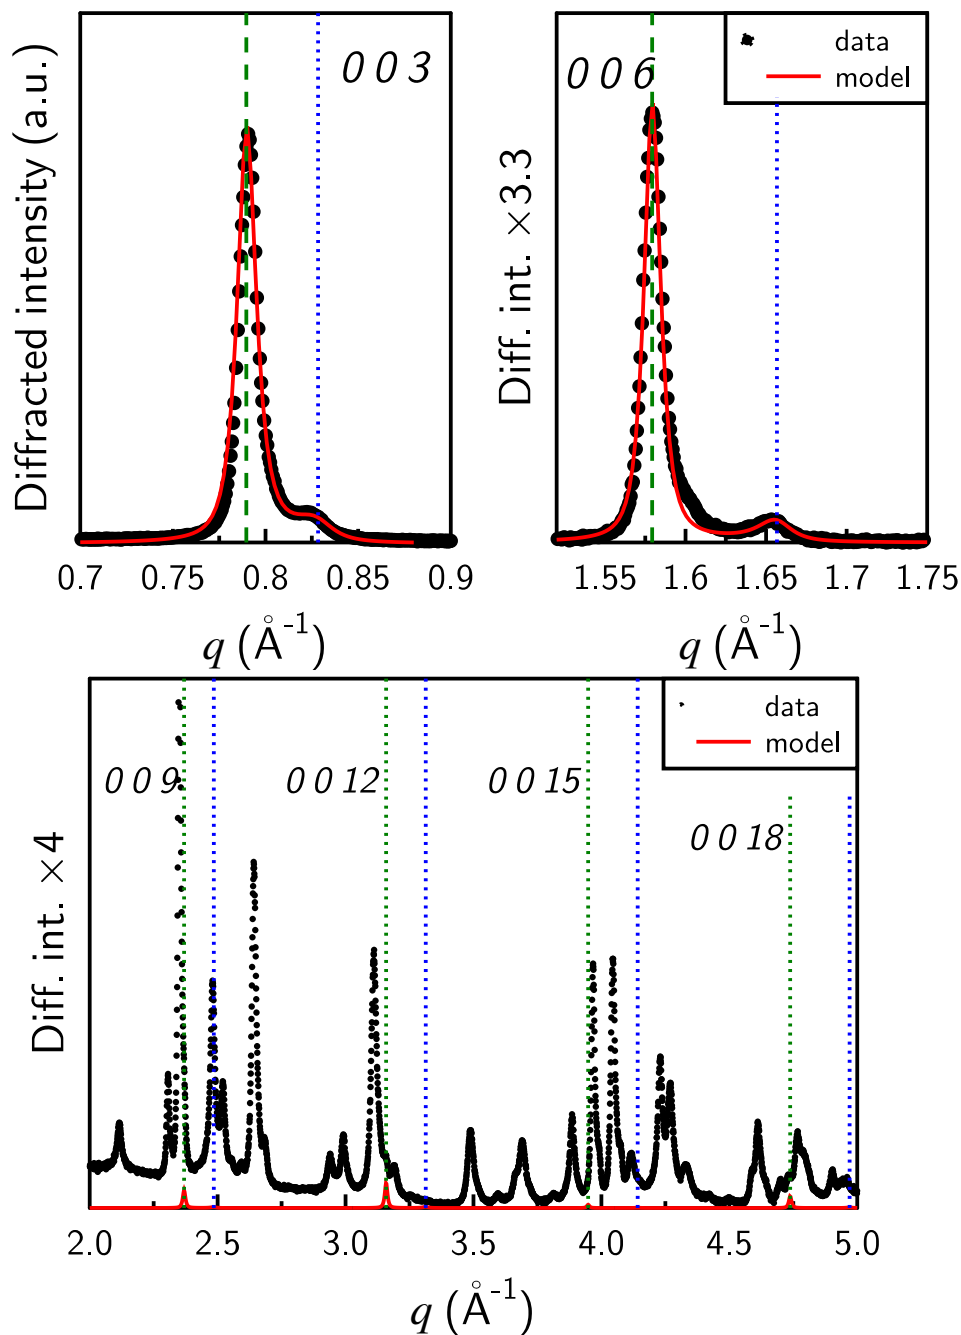 Diffracted intensity (a.u.)
0 0 3
0.7 0.75 0.8 0.85 0.9
q (Å⁻¹)
Diff. int. ×3.3
0 0 6
data
model
1.55 1.6 1.65 1.7 1.75
q (Å⁻¹)
Diff. int. ×4
data
model
0 0 9 0 0 12 0 0 15
0 0 18
2.0 2.5 3.0 3.5 4.0 4.5 5.0
q (Å⁻¹)